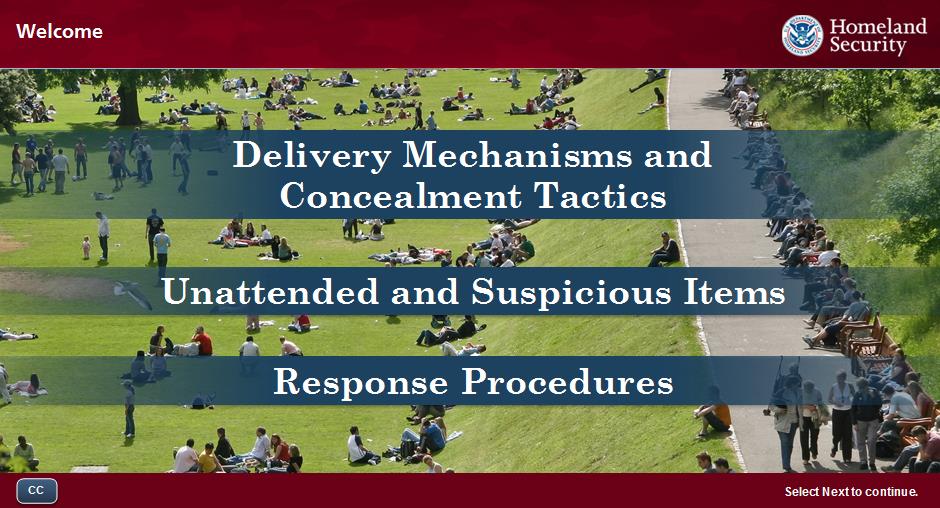 Welcome
Homeland
Security
Delivery Mechanisms and
Concealment Tactics
Unattended and Suspicious Items
Response Procedures
CC
Select Next to continue.